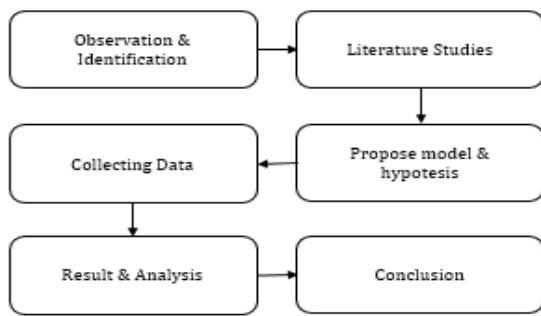 Observation &
Identification
Literature Studies
Propose model &
hypotesis
Collecting Data
Result & Analysis
Conclusion